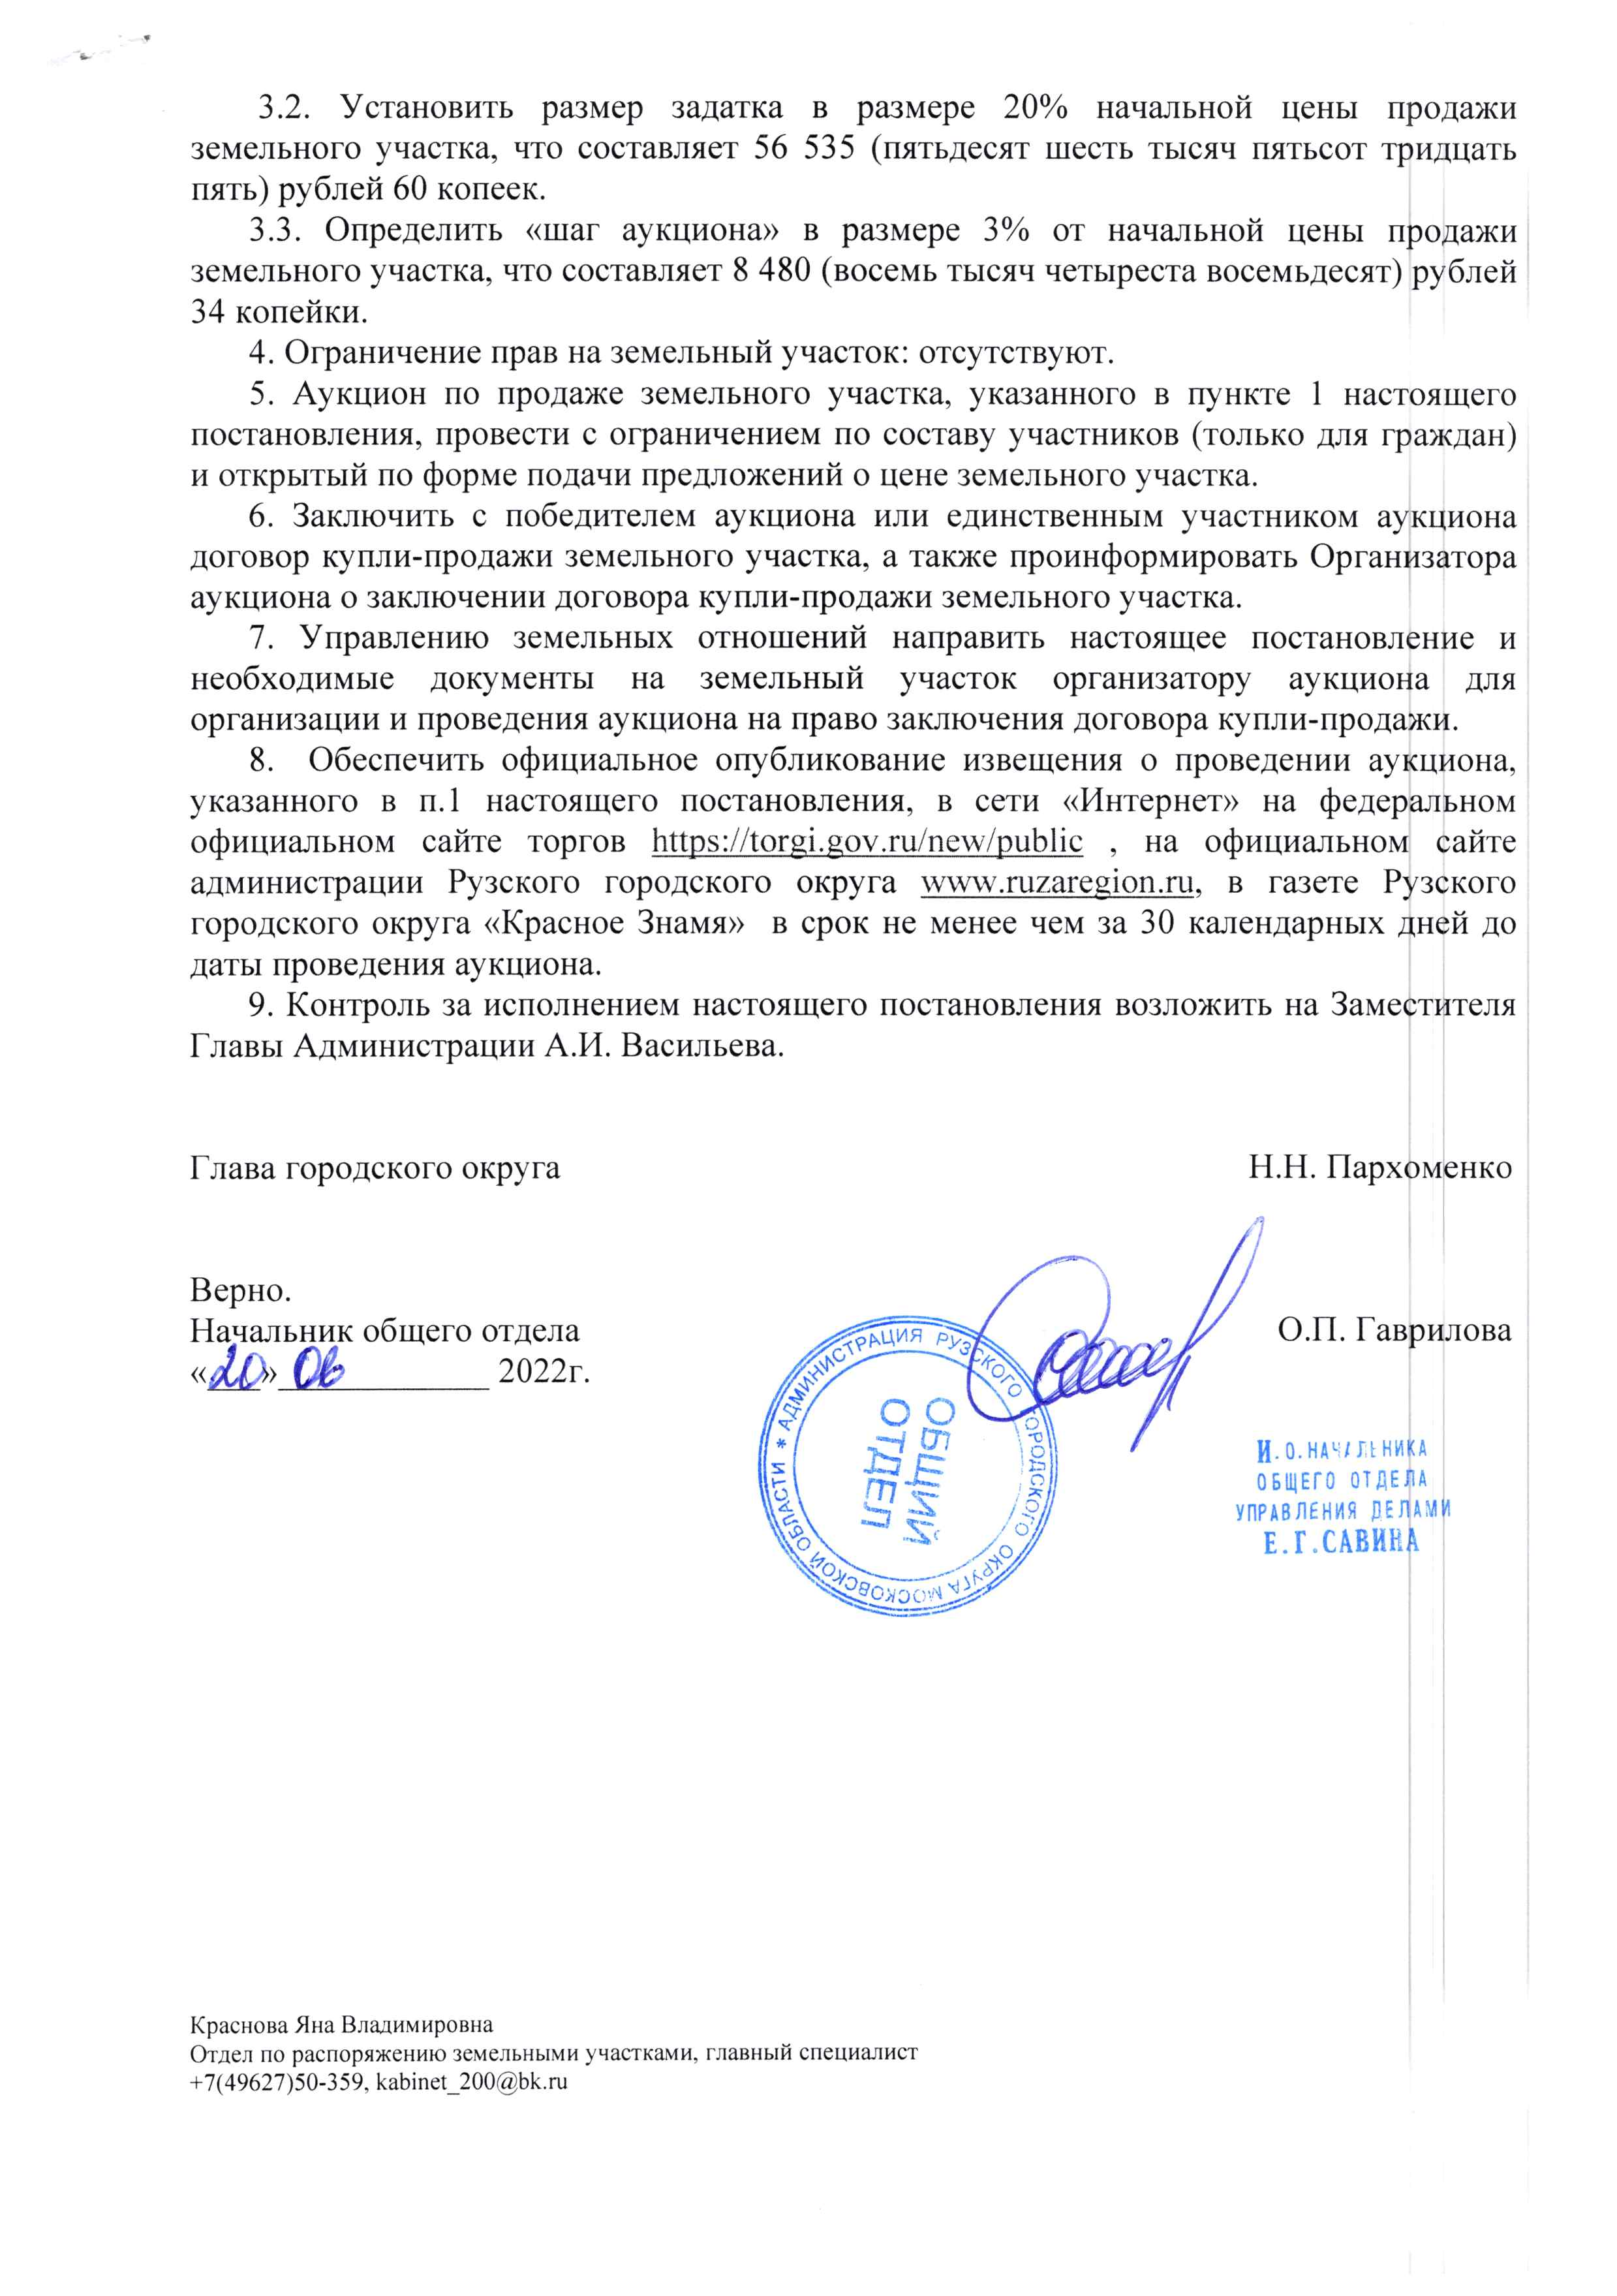 3.2. Установить размер задатка в размере 20% начальной цены продажи
земельного участка, что составляет 56 535 (пятьдесят шесть тысяч пятьсот тридцать
пять) рублей 60 копеек.
3.3. Определить «шаг аукциона» в размере 3% от начальной цены продажи
земельного участка, что составляет 8 480 (восемь тысяч четыреста восемьдесят) рублей
34 копейки.
4. Ограничение прав на земельный участок: отсутствуют.
5. Аукцион по продаже земельного участка, указанного в пункте 1 настоящего
постановления, провести с ограничением по составу участников (только для граждан)
и открытый по форме подачи предложений о цене земельного участка.
6. Заключить с победителем аукциона или единственным участником аукциона
договор купли-продажи земельного участка, а также проинформировать Организатора
аукциона о заключении договора купли-продажи земельного участка.
7. Управлению земельных отношений направить настоящее постановление и
необходимые документы на земельный участок организатору аукциона для
организации и проведения аукциона на право заключения договора купли-продажи.
8. Обеспечить официальное опубликование извещения о проведении аукциона,
указанного в п.1 настоящего постановления, в сети «Интернет» на федеральном
официальном сайте торгов https://torgi.gov.ru/new/public , на официальном сайте
администрации Рузского городского округа www.ruzaregion.ru, в газете Рузского
городского округа «Красное Знамя» в срок не менее чем за 30 календарных дней до
даты проведения аукциона.
9. Контроль за исполнением настоящего постановления возложить на Заместителя
Главы Администрации А.И. Васильева.
Глава городского округа Н.Н. Пархоменко
Верно.
Начальник общего отдела О.П. Гаврилова
«20» 06 2022г.
* АДМИНИСТРАЦИЯ РУЗСКОГО ГОРОДСКОГО ОКРУГА МОСКОВСКОЙ ОБЛАСТИ
ОБЩИЙ
ОТДЕЛ
И.О.НАЧАЛЬНИКА
ОБЩЕГО ОТДЕЛА
УПРАВЛЕНИЯ ДЕЛАМИ
Е.Г.САВИНА
Краснова Яна Владимировна
Отдел по распоряжению земельными участками, главный специалист
+7(49627)50-359, kabinet_200@bk.ru